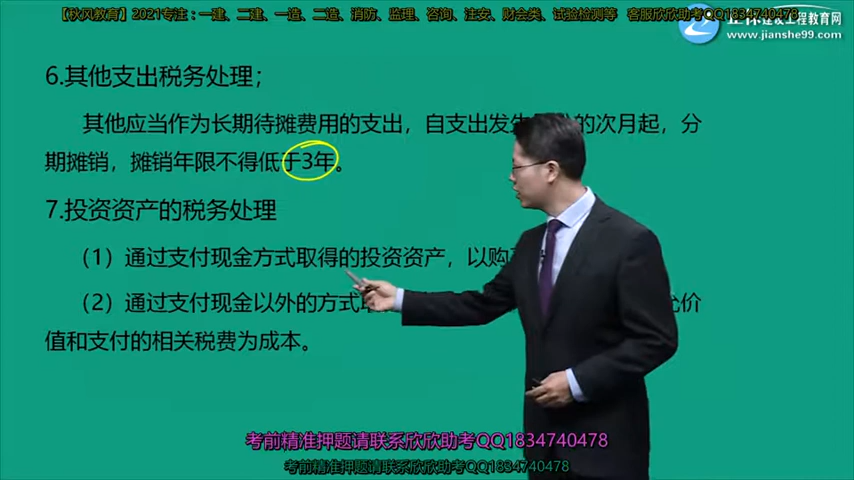 【秋风教育】2021专注：一建、二建、一造、二造、消防、监理、咨询、注安、财会类、试验检测等 客服欣欣助考QQ1834740478
建设工程教育网
www.jianshe99.com
6.其他支出税务处理；
其他应当作为长期待摊费用的支出，自支出发生 的次月起，分
期摊销，摊销年限不得低于3年。
7.投资资产的税务处理
（1）通过支付现金方式取得的投资资产，以购
（2）通过支付现金以外的方式取 允价
值和支付的相关税费为成本。
考前精准押题请联系欣欣助考QQ1834740478
考前精准押题请联系欣欣助考QQ1834740478